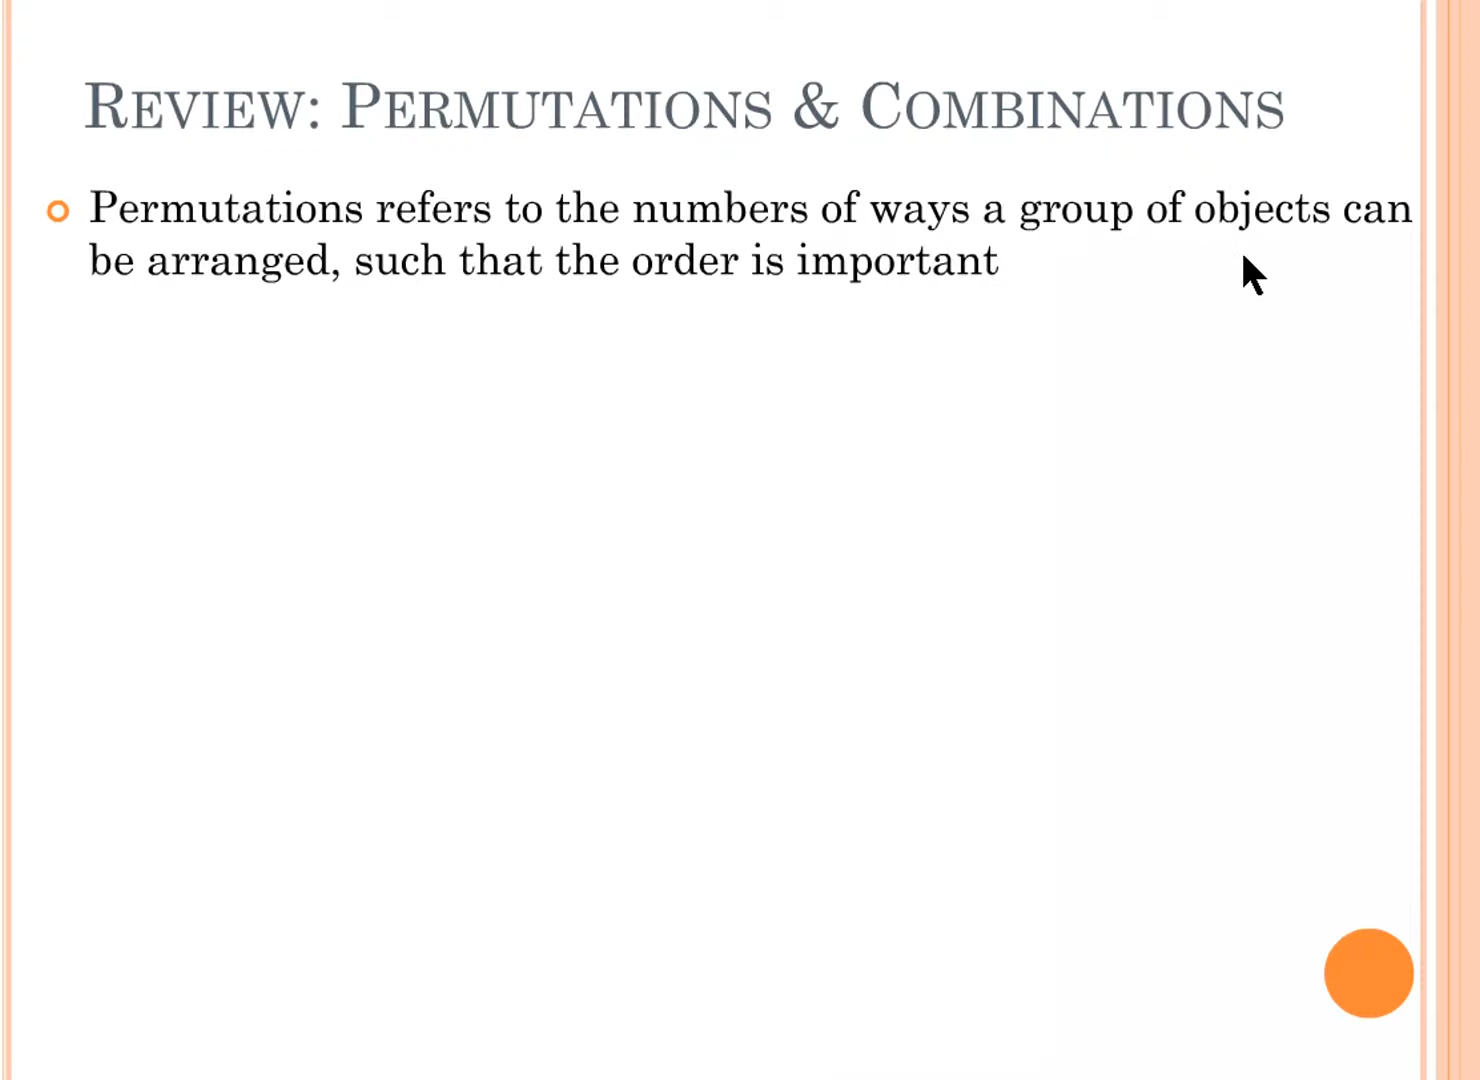 REVIEW: PERMUTATIONS & COMBINATIONS
Permutations refers to the numbers of ways a group of objects can
be arranged, such that the order is important